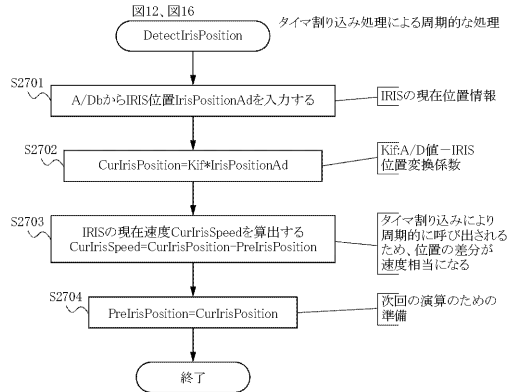 図12、図16
DetectIrisPosition
タイマ割り込み処理による周期的な処理
S2701
A/DbからIRIS位置IrisPositionAdを入力する
IRISの現在位置情報
S2702
CurIrisPosition=Kif*IrisPositionAd
Kif:A/D値-IRIS
位置変換係数
S2703
IRISの現在速度CurIrisSpeedを算出する
CurIrisSpeed=CurIrisPosition-PreIrisPosition
タイマ割り込みにより
周期的に呼び出される
ため、位置の差分が
速度相当になる
S2704
PreIrisPosition=CurIrisPosition
次回の演算のための
準備
終了